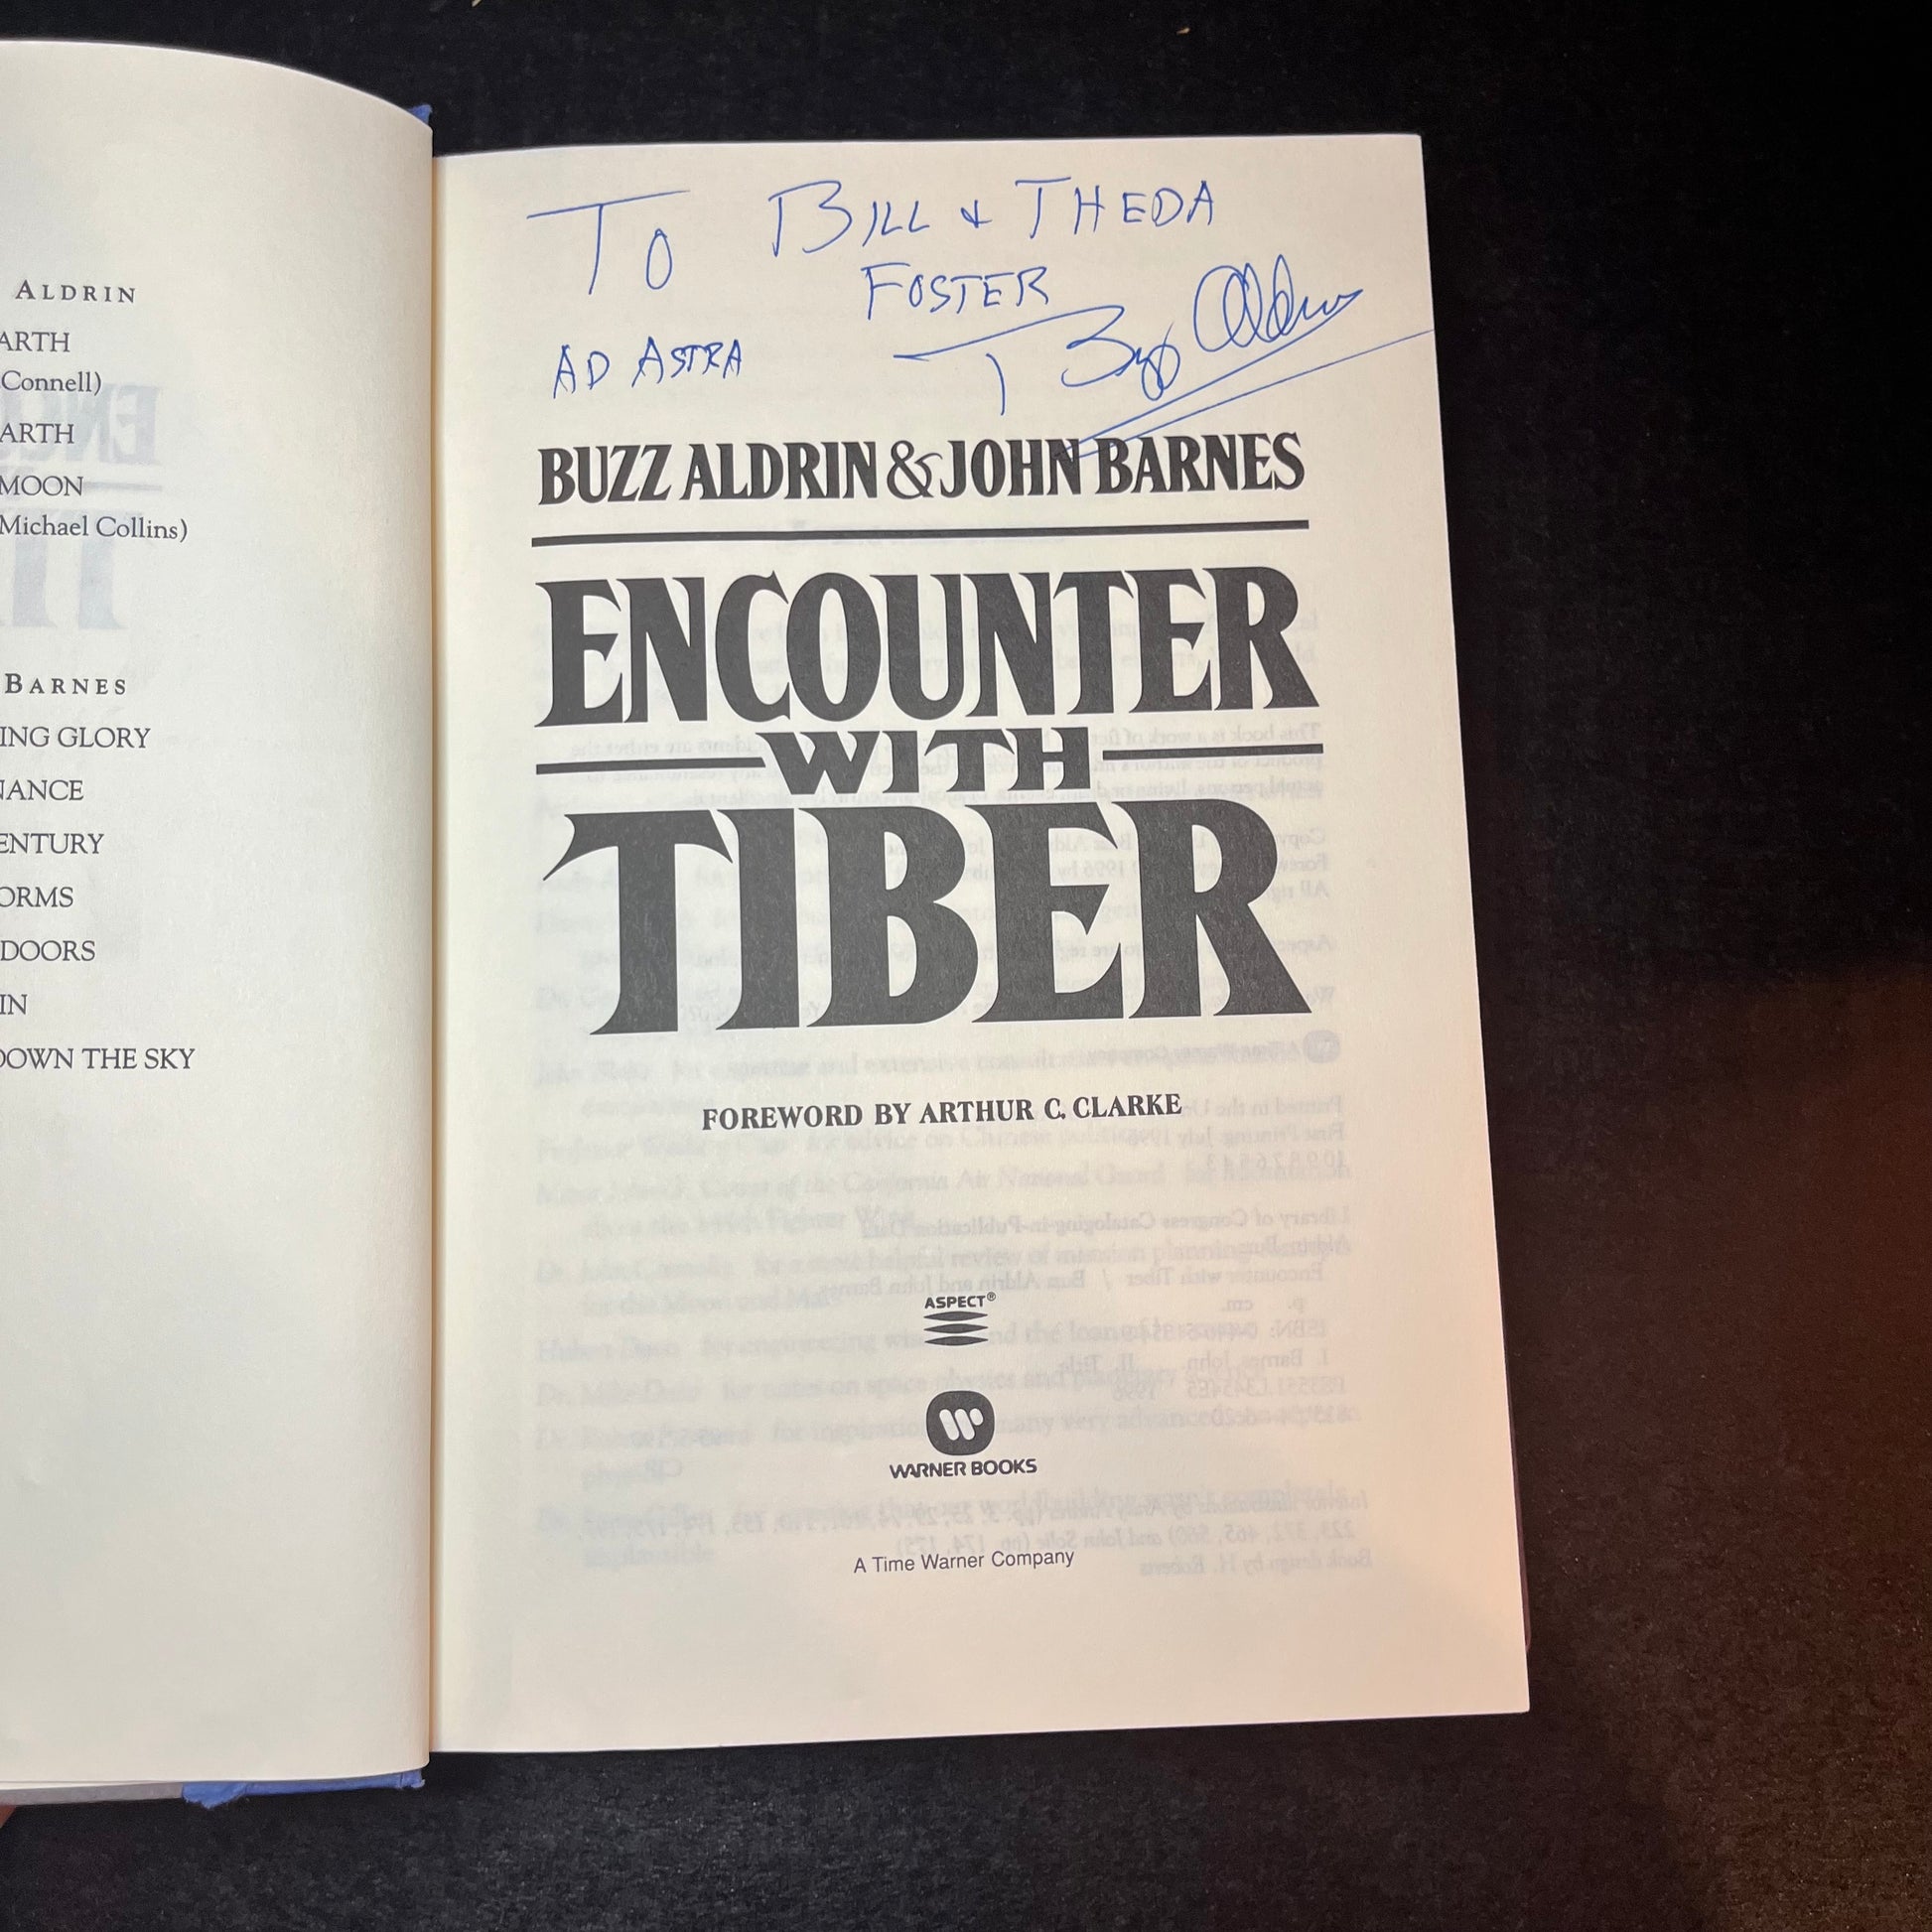 ALDRIN
ARTH
Connell)
ARTH
MOON
Michael Collins)
BARNES
ING GLORY
NANCE
ENTURY
ORMS
DOORS
IN
DOWN THE SKY
TO BILL & THEDA
FOSTER
AD ASTRA
Buzz Aldrin
BUZZ ALDRIN & JOHN BARNES
ENCOUNTER
WITH
TIBER
FOREWORD BY ARTHUR C. CLARKE
ASPECT®
WARNER BOOKS
A Time Warner Company